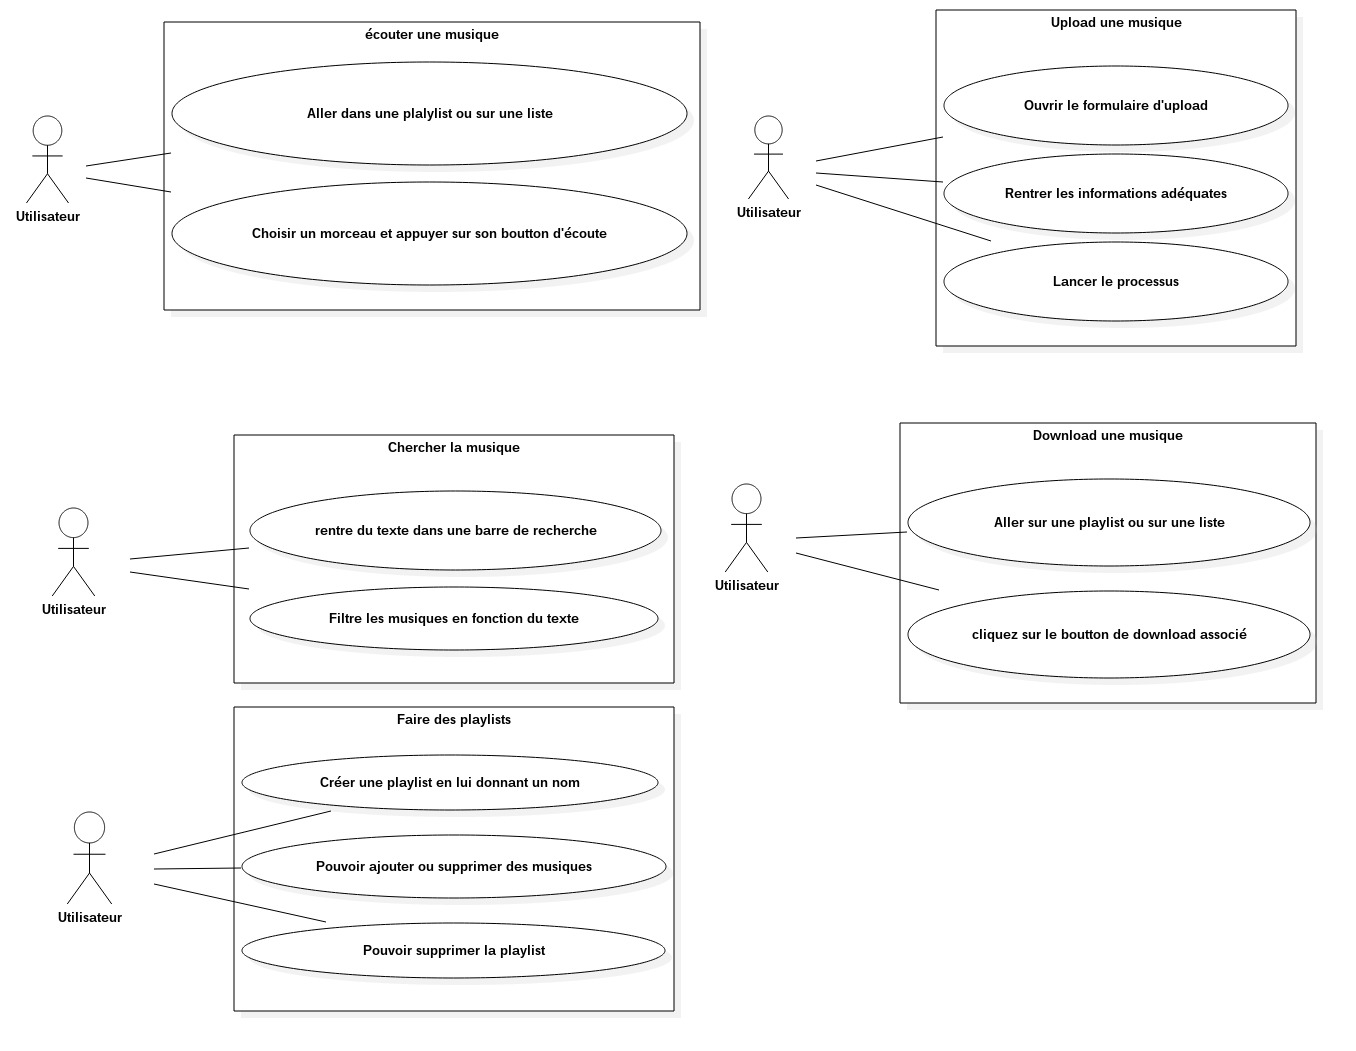 écouter une musique
Aller dans une plalylist ou sur une liste
Choisir un morceau et appuyer sur son boutton d'écoute
Utilisateur
Upload une musique
Ouvrir le formulaire d'upload
Rentrer les informations adéquates
Lancer le processus
Utilisateur
Chercher la musique
rentre du texte dans une barre de recherche
Filtre les musiques en fonction du texte
Utilisateur
Download une musique
Aller sur une playlist ou sur une liste
cliquez sur le boutton de download associé
Utilisateur
Faire des playlists
Créer une playlist en lui donnant un nom
Pouvoir ajouter ou supprimer des musiques
Pouvoir supprimer la playlist
Utilisateur